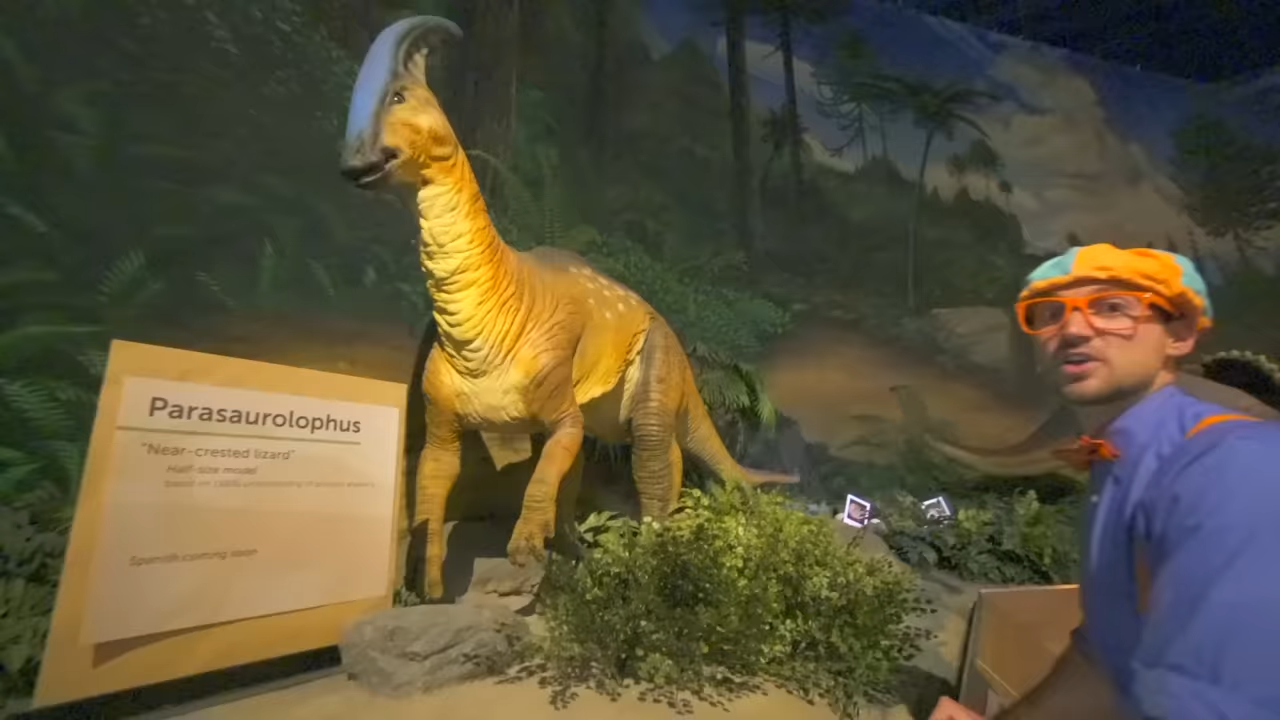 Parasaurolophus
"Near-crested lizard"
Half-size model
Spanish coming soon